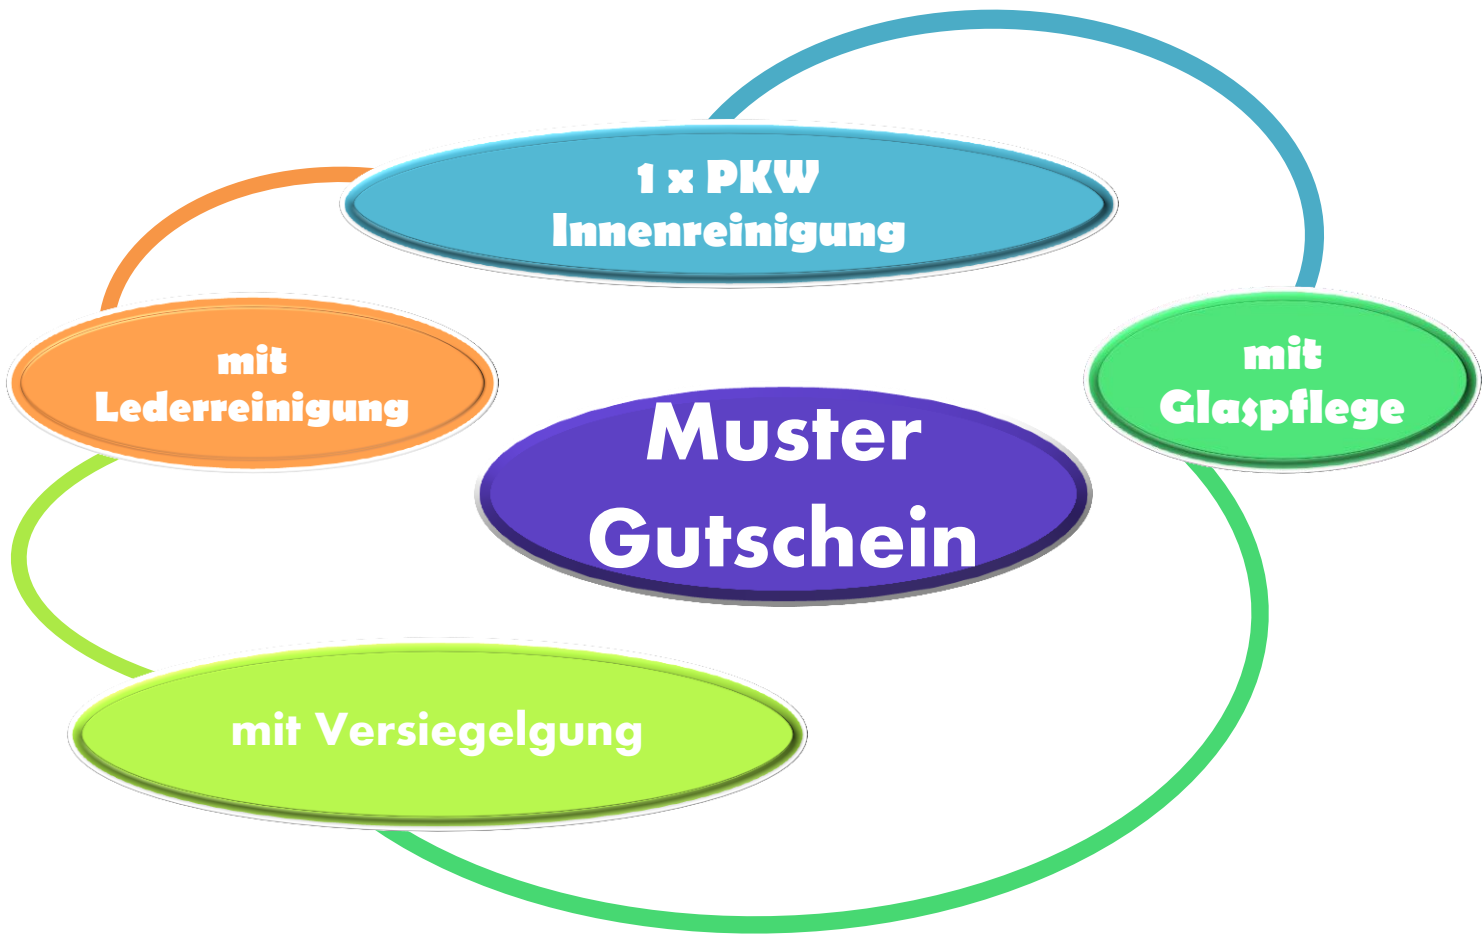 1 x PKW
Innenreinigung
mit
Lederreinigung
mit
Glaspflege
Muster
Gutschein
mit Versiegelgung